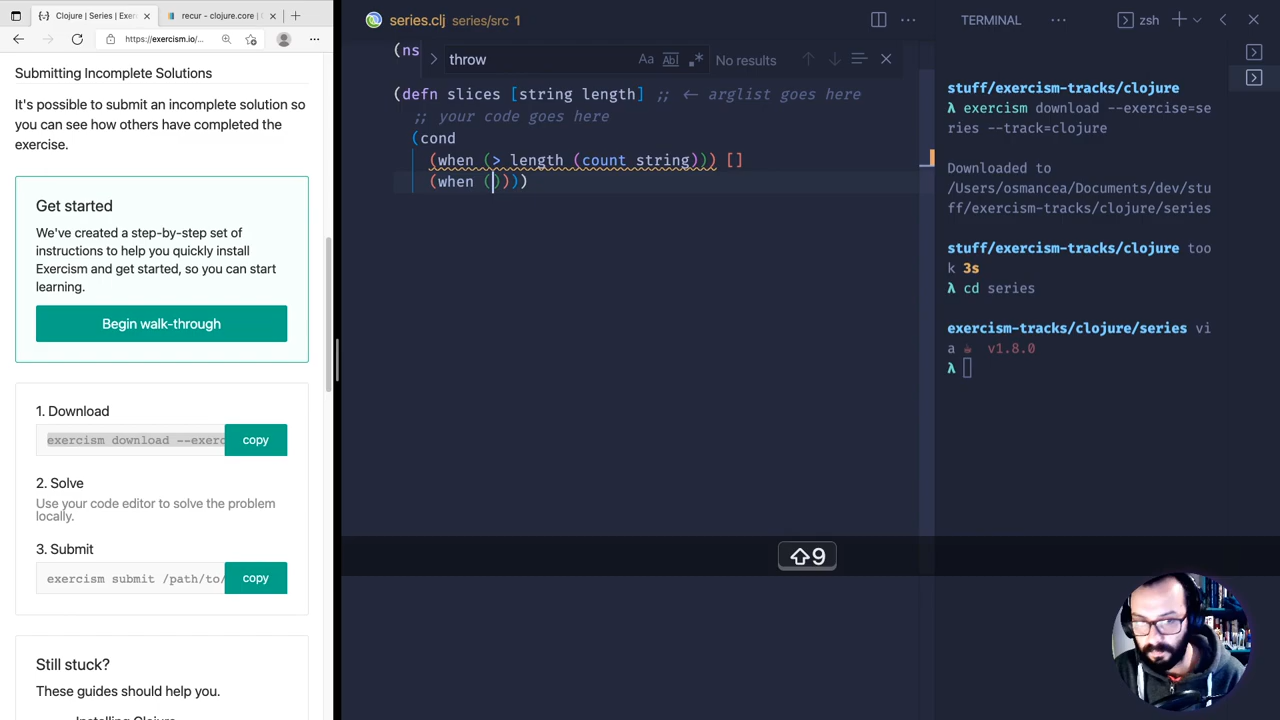 Clojure | Series | Exer
recur - clojure.core | 
https://exercism.io/...
Submitting Incomplete Solutions
It's possible to submit an incomplete solution so
you can see how others have completed the
exercise.
Get started
We've created a step-by-step set of
instructions to help you quickly install
Exercism and get started, so you can start
learning.
Begin walk-through
1. Download
exercism download --exerc
copy
2. Solve
Use your code editor to solve the problem
locally.
3. Submit
exercism submit /path/to/
copy
Still stuck?
These guides should help you.
Installing Clojure
series.clj series/src 1
(ns
throw
Aa Abl .* No results
(defn slices [string length] ;; <- arglist goes here
;; your code goes here
(cond
(when (> length (count string))) []
(when ())))
⇧9
TERMINAL
zsh
stuff/exercism-tracks/clojure
λ exercism download --exercise=se
ries --track=clojure
Downloaded to
/Users/osmancea/Documents/dev/stu
ff/exercism-tracks/clojure/series
stuff/exercism-tracks/clojure too
k 3s
λ cd series
exercism-tracks/clojure/series vi
a ☕ v1.8.0
λ